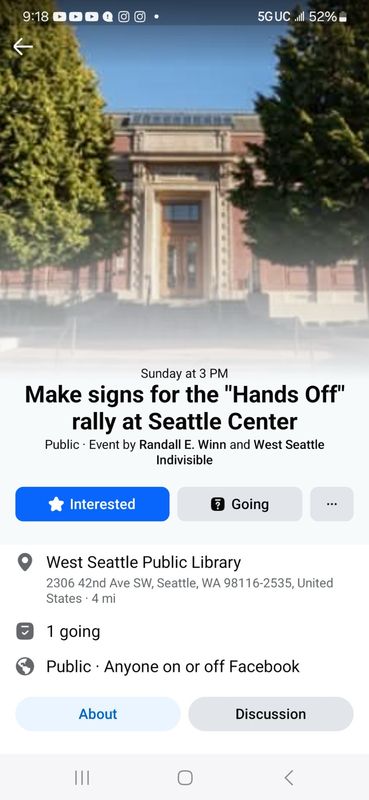 9:18
5GUC 52%
Sunday at 3 PM
Make signs for the "Hands Off"
rally at Seattle Center
Public · Event by Randall E. Winn and West Seattle
Indivisible
Interested
Going
West Seattle Public Library
2306 42nd Ave SW, Seattle, WA 98116-2535, United
States · 4 mi
1 going
Public · Anyone on or off Facebook
About
Discussion